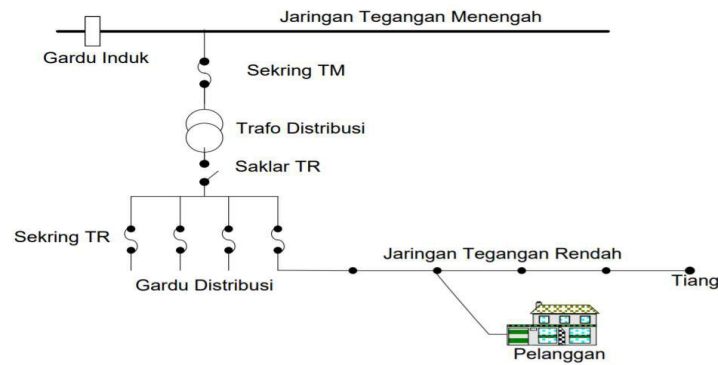 Jaringan Tegangan Menengah
Gardu Induk
Sekring TM
Trafo Distribusi
Saklar TR
Sekring TR
Jaringan Tegangan Rendah
Gardu Distribusi
Tiang
Pelanggan